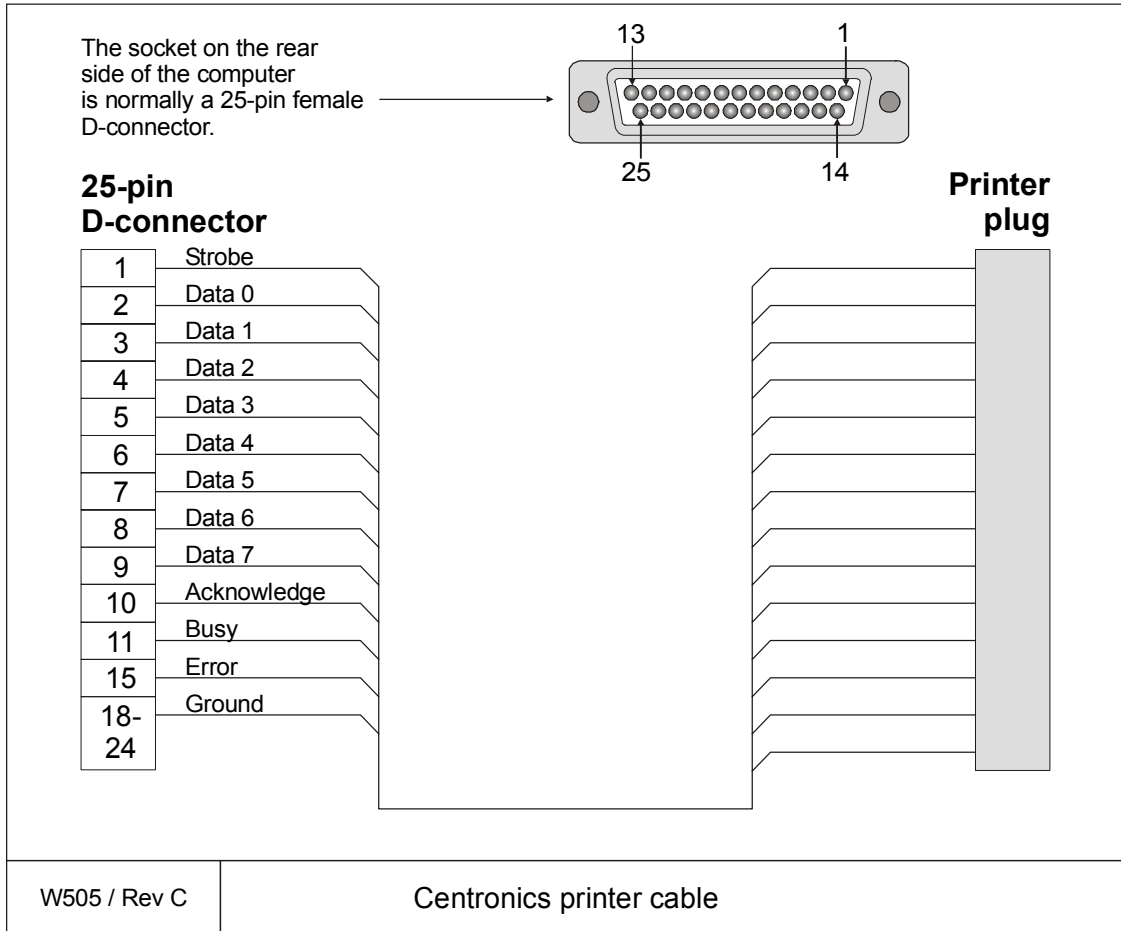 The socket on the rear
side of the computer
is normally a 25-pin female
D-connector.
13 1
25 14
25-pin
D-connector
Printer
plug
1 Strobe
2 Data 0
3 Data 1
4 Data 2
5 Data 3
6 Data 4
7 Data 5
8 Data 6
9 Data 7
10 Acknowledge
11 Busy
15 Error
18- Ground
24
W505 / Rev C
Centronics printer cable